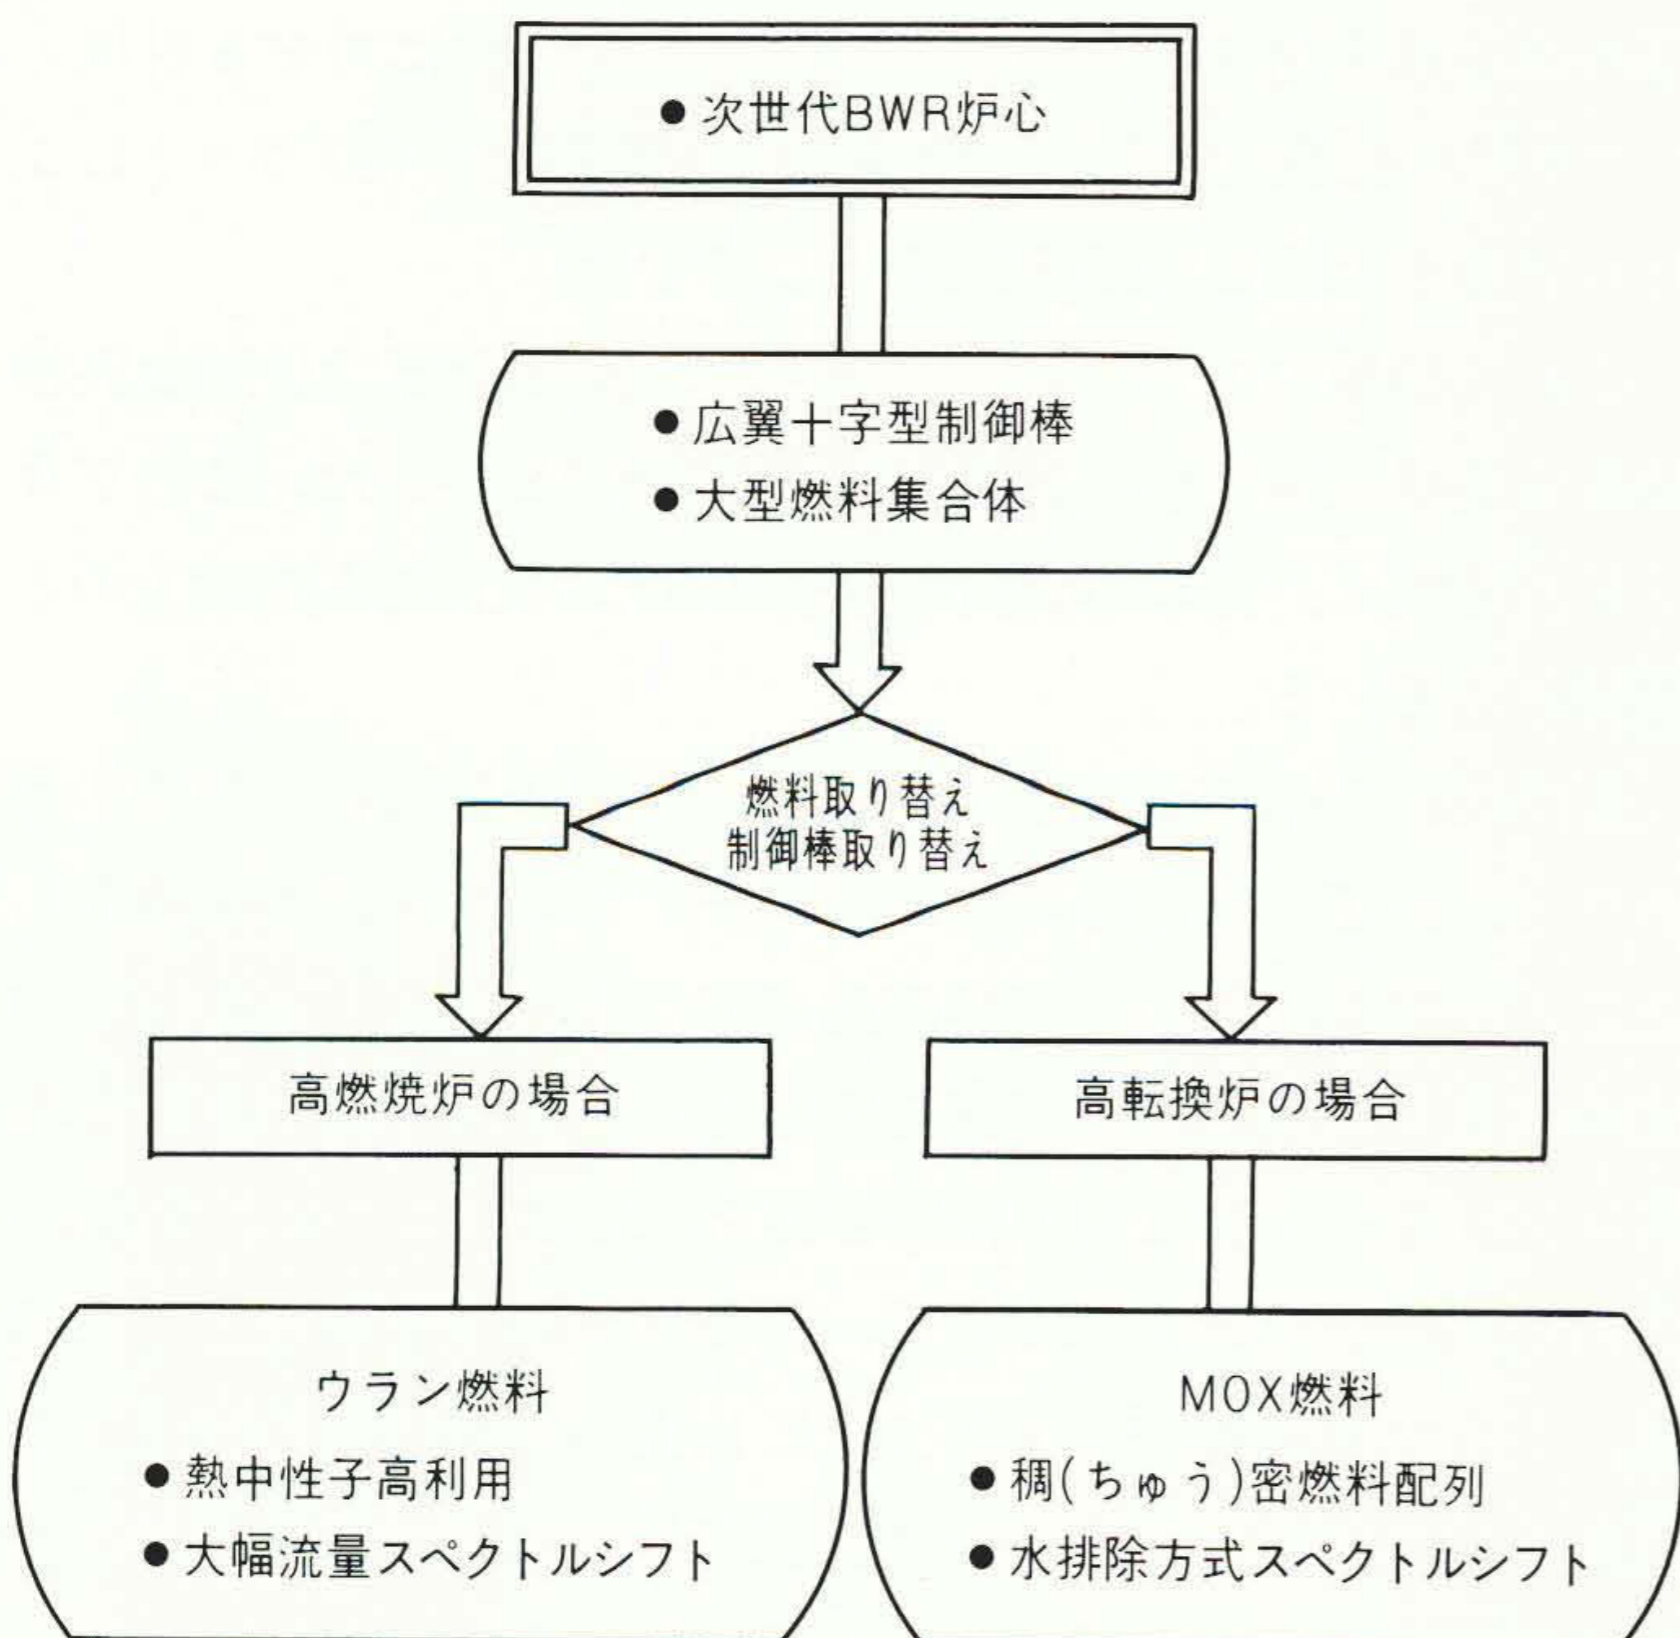 ●次世代BWR炉心
●広翼十字型制御棒
●大型燃料集合体
燃料取り替え
制御棒取り替え
高燃焼炉の場合
高転換炉の場合
ウラン燃料
●熱中性子高利用
●大幅流量スペクトルシフト
MOX燃料
●稠(ちゅう)密燃料配列
●水排除方式スペクトルシフト